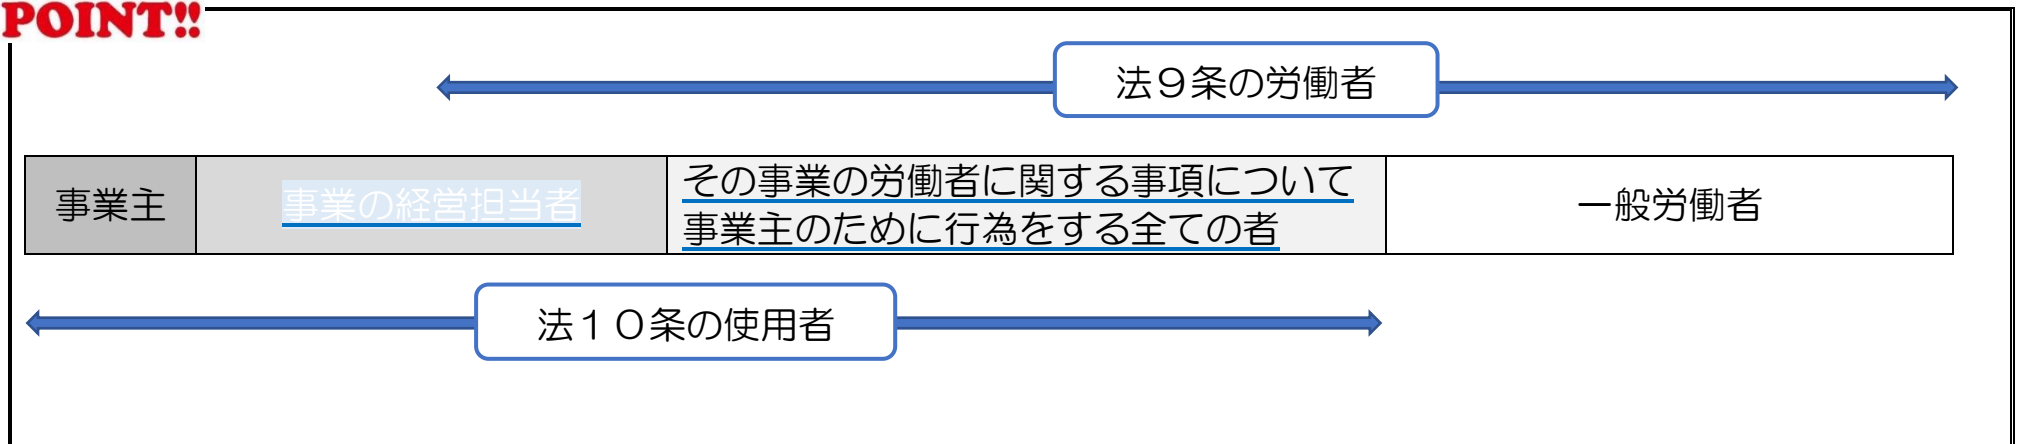 POINT!!
法９条の労働者
事業主
事業の経営担当者
その事業の労働者に関する事項について
事業主のために行為をする全ての者
一般労働者
法１０条の使用者